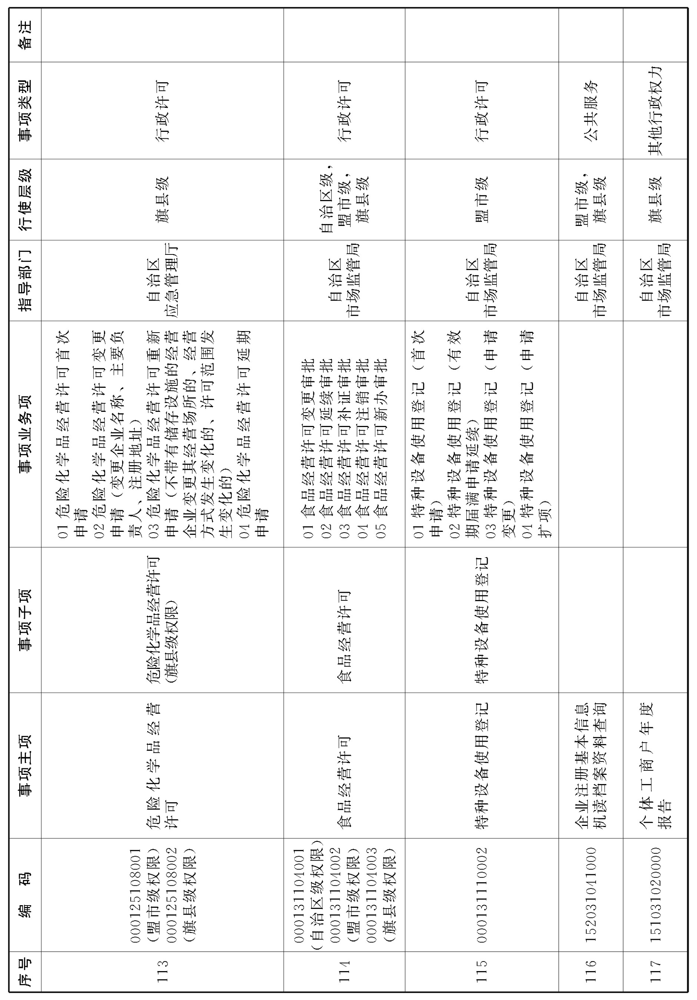 序号
编　码
事项主项
事项子项
事项业务项
指导部门
行使层级
事项类型
备注
113
000125108001
（盟市级权限）
000125108002
（旗县级权限）
危险化学品经营
许可
危险化学品经营许可
（旗县级权限）
01 危险化学品经营许可首次
申请
02 危险化学品经营许可变更
申请（变更企业名称、主要负
责人、注册地址）
03 危险化学品经营许可重新
申请（不带有储存设施的经营
企业变更其经营场所的、经营
方式发生变化的、许可范围发
生变化的）
04 危险化学品经营许可延期
申请
自治区
应急管理厅
旗县级
行政许可
114
000131104001
（自治区级权限）
000131104002
（盟市级权限）
000131104003
（旗县级权限）
食品经营许可
食品经营许可
01 食品经营许可变更审批
02 食品经营许可延续审批
03 食品经营许可补证审批
04 食品经营许可注销审批
05 食品经营许可新办审批
自治区
市场监管局
自治区级，
盟市级，
旗县级
行政许可
115
000131110002
特种设备使用登记
特种设备使用登记
01 特种设备使用登记（首次
申请）
02 特种设备使用登记（有效
期届满申请延续）
03 特种设备使用登记（申请
变更）
04 特种设备使用登记（申请
扩项）
自治区
市场监管局
盟市级
行政许可
116
152031041000
企业注册基本信息
机读档案资料查询
自治区
市场监管局
盟市级，
旗县级
公共服务
117
151031020000
个体工商户年度
报告
自治区
市场监管局
旗县级
其他行政权力